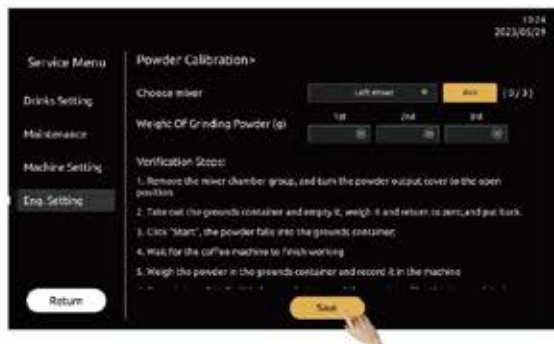 10:24
2023/05/29
Service Menu
Powder Calibration>
Choose mixer
Left mixer
(0/3)
Drinks Setting
1st 2nd 3rd
Weight Of Grinding Powder (g)
Maintenance
Machine Setting
Verification Steps:
1. Remove the mixer chamber group, and turn the powder output cover to the open
position
Eng. Setting
2. Take out the grounds container and empty it, weigh it and return to zero,and put back.
3. Click "Start", the powder falls into the grounds container;
4. Wait for the coffee machine to finish working
5. Weigh the powder in the grounds container and record it in the machine
Return
Save